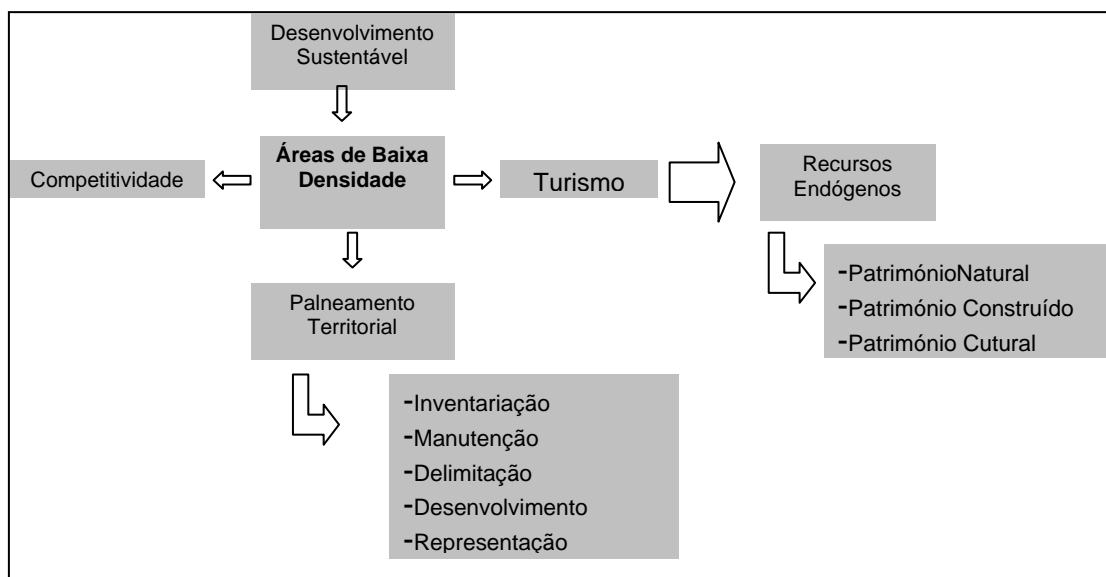 Desenvolvimento
Sustentável
Competitividade
Áreas de Baixa
Densidade
Turismo
Recursos
Endógenos
-PatrimónioNatural
-Património Construído
-Património Cutural
Palneamento
Territorial
-Inventariação
-Manutenção
-Delimitação
-Desenvolvimento
-Representação